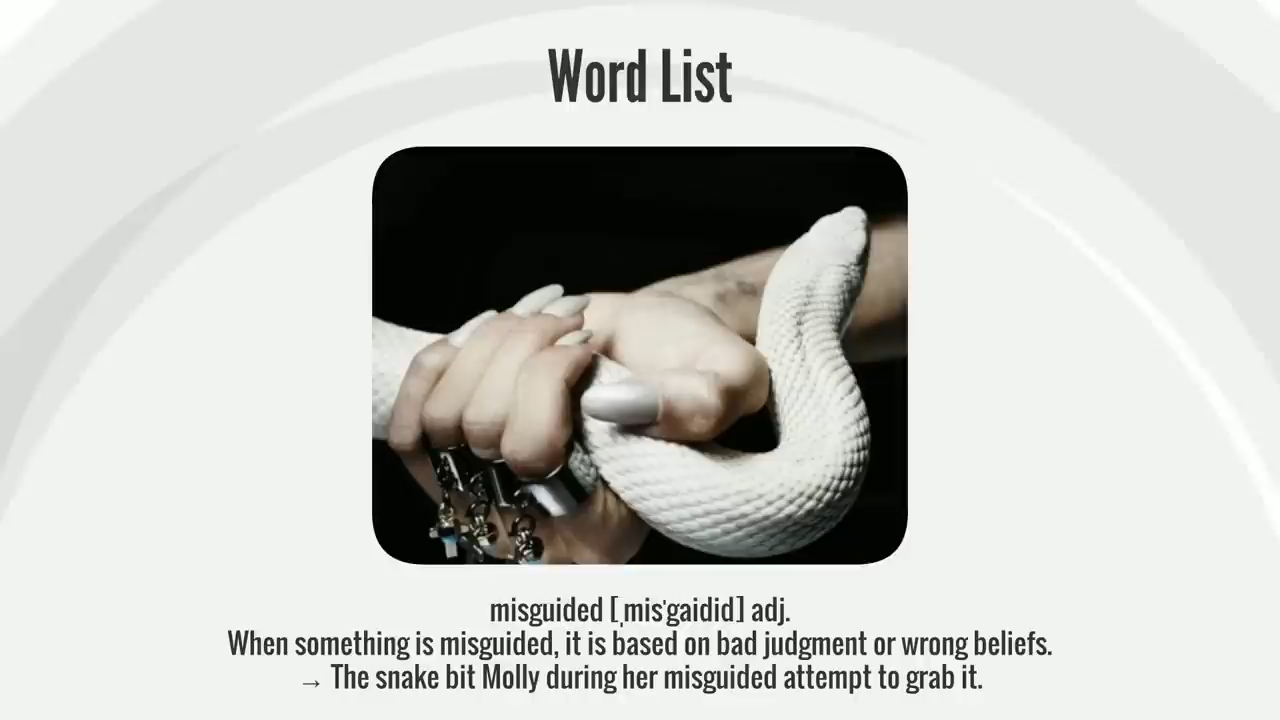 Word List
misguided [ˌmisˈgaidid] adj.
When something is misguided, it is based on bad judgment or wrong beliefs.
→ The snake bit Molly during her misguided attempt to grab it.